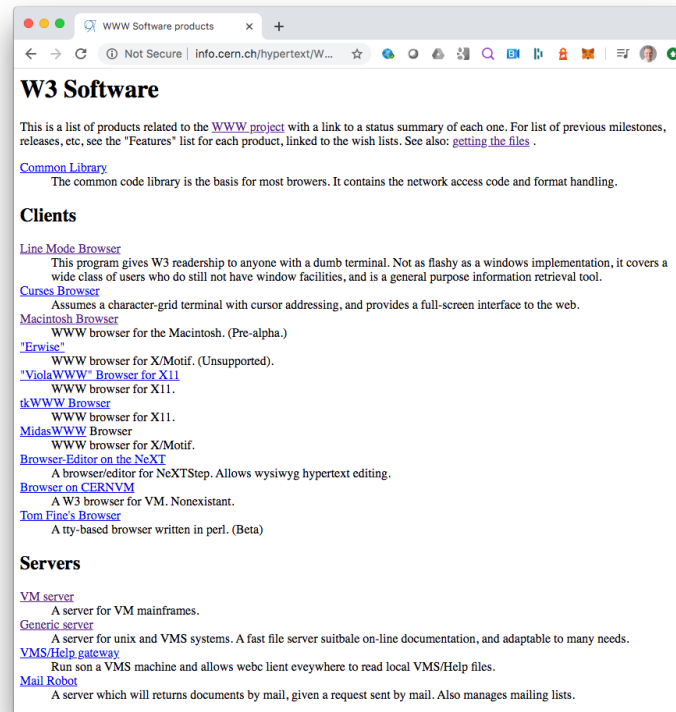 WWW Software products
Not Secure | info.cern.ch/hypertext/W...
W3 Software
This is a list of products related to the WWW project with a link to a status summary of each one. For list of previous milestones,
releases, etc, see the "Features" list for each product, linked to the wish lists. See also: getting the files .
Common Library
The common code library is the basis for most browers. It contains the network access code and format handling.
Clients
Line Mode Browser
This program gives W3 readership to anyone with a dumb terminal. Not as flashy as a windows implementation, it covers a
wide class of users who do still not have window facilities, and is a general purpose information retrieval tool.
Curses Browser
Assumes a character-grid terminal with cursor addressing, and provides a full-screen interface to the web.
Macintosh Browser
WWW browser for the Macintosh. (Pre-alpha.)
"Erwise"
WWW browser for X/Motif. (Unsupported).
"ViolaWWW" Browser for X11
WWW browser for X11.
tkWWW Browser
WWW browser for X11.
MidasWWW Browser
WWW browser for X/Motif.
Browser-Editor on the NeXT
A browser/editor for NeXTStep. Allows wysiwyg hypertext editing.
Browser on CERNVM
A W3 browser for VM. Nonexistant.
Tom Fine's Browser
A tty-based browser written in perl. (Beta)
Servers
VM server
A server for VM mainframes.
Generic server
A server for unix and VMS systems. A fast file server suitbale on-line documentation, and adaptable to many needs.
VMS/Help gateway
Run son a VMS machine and allows webc lient eveywhere to read local VMS/Help files.
Mail Robot
A server which will returns documents by mail, given a request sent by mail. Also manages mailing lists.